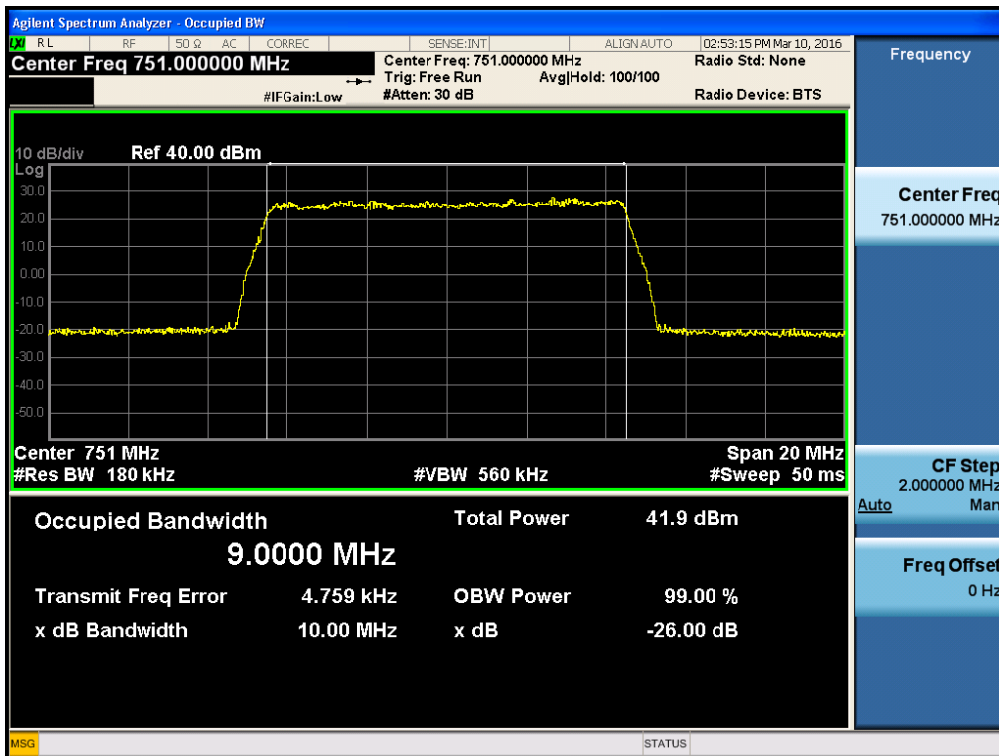 Agilent Spectrum Analyzer - Occupied BW
LXI RL RF 50 Ω AC CORREC SENSE:INT ALIGNAUTO 02:53:15 PM Mar 10, 2016
Center Freq 751.000000 MHz
Center Freq: 751.000000 MHz
Radio Std: None
Trig: Free Run Avg|Hold: 100/100
#IFGain:Low
#Atten: 30 dB
Radio Device: BTS
10 dB/div Ref 40.00 dBm
Log
30.0
20.0
10.0
0.00
-10.0
-20.0
-30.0
-40.0
-50.0
Center 751 MHz
Span 20 MHz
#Res BW 180 kHz
#VBW 560 kHz
#Sweep 50 ms
Occupied Bandwidth
9.0000 MHz
Total Power 41.9 dBm
Transmit Freq Error 4.759 kHz
OBW Power 99.00 %
x dB Bandwidth 10.00 MHz
x dB -26.00 dB
Frequency
Center Freq
751.000000 MHz
CF Step
2.000000 MHz
Auto Man
Freq Offset
0 Hz
MSG
STATUS